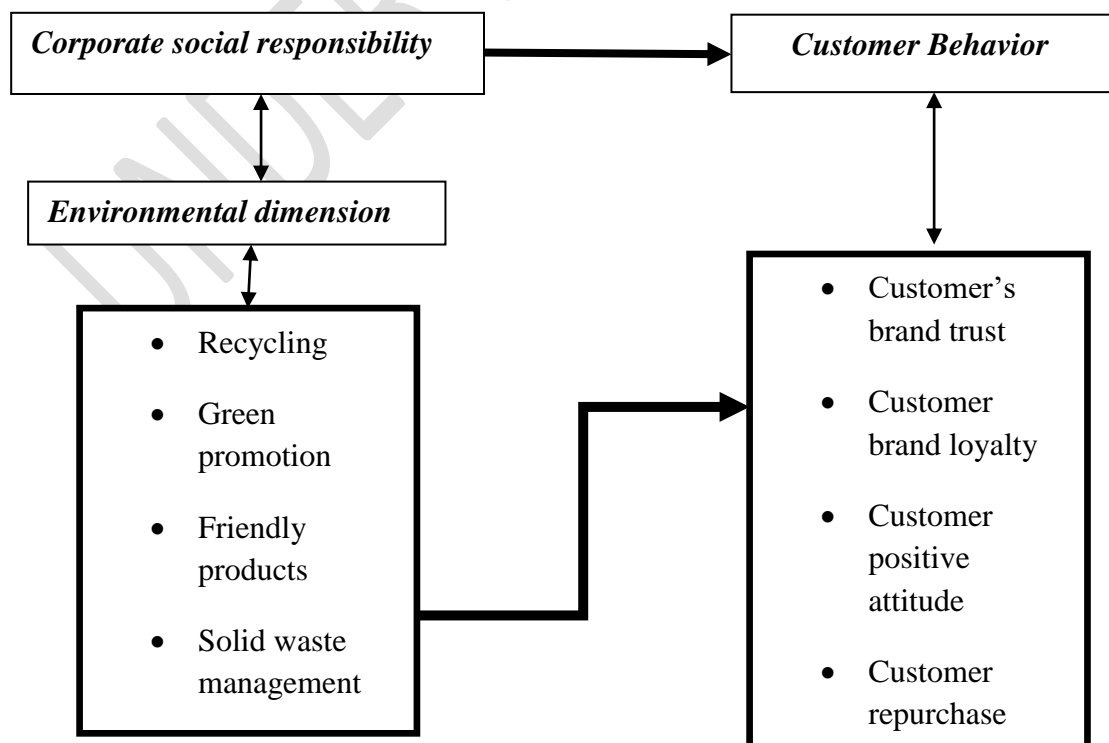 Corporate social responsibility
Customer Behavior
Environmental dimension
• Recycling
• Green
promotion
• Friendly
products
• Solid waste
management
• Customer’s
brand trust
• Customer
brand loyalty
• Customer
positive
attitude
• Customer
repurchase